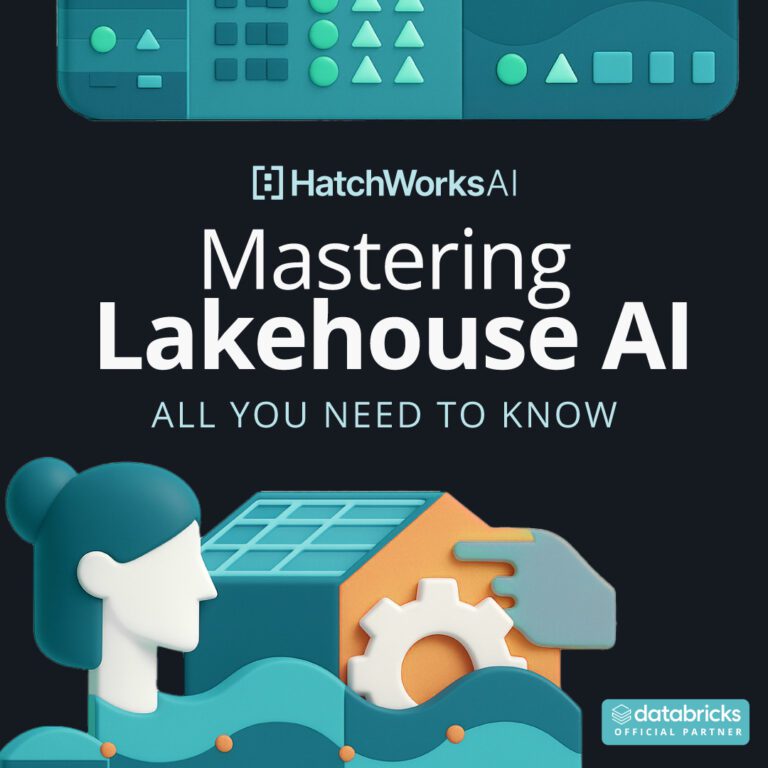 HatchWorksAI
Mastering
Lakehouse AI
ALL YOU NEED TO KNOW
databricks
OFFICIAL PARTNER